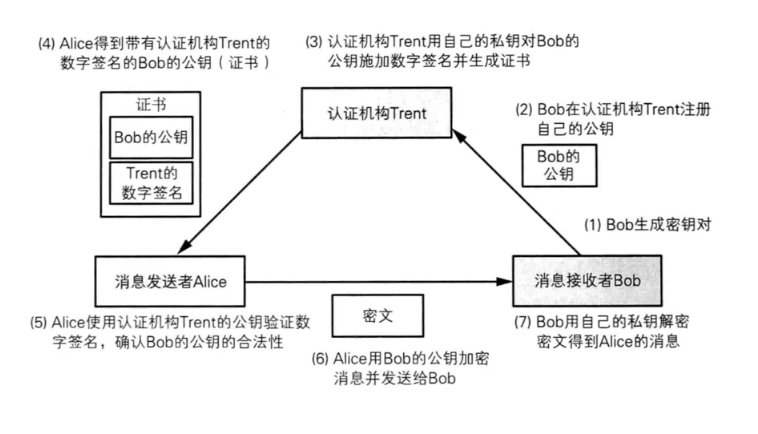 (4) Alice得到带有认证机构Trent的
数字签名的Bob的公钥（证书）
(3) 认证机构Trent用自己的私钥对Bob的
公钥施加数字签名并生成证书
证书
Bob的公钥
Trent的
数字签名
认证机构Trent
(2) Bob在认证机构Trent注册
自己的公钥
Bob的
公钥
(1) Bob生成密钥对
消息发送者Alice
消息接收者Bob
(5) Alice使用认证机构Trent的公钥验证数
字签名，确认Bob的公钥的合法性
密文
(6) Alice用Bob的公钥加密
消息并发送给Bob
(7) Bob用自己的私钥解密
密文得到Alice的消息